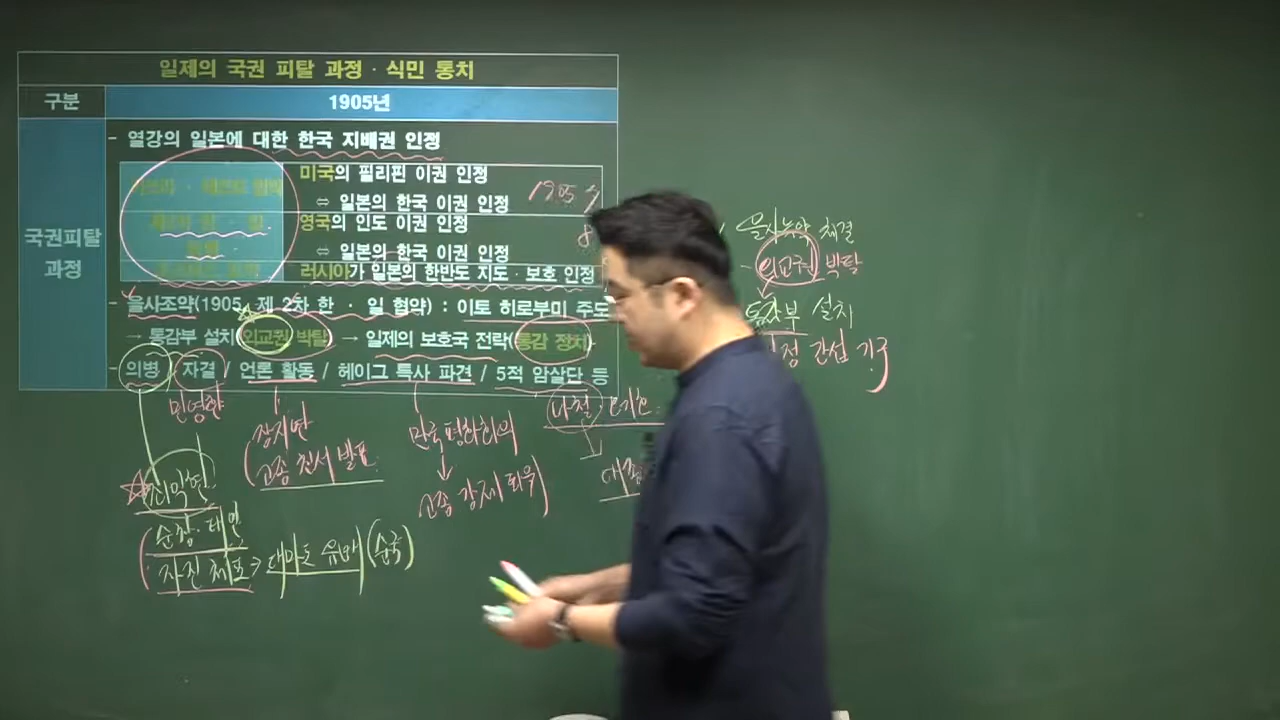 일제의 국권 피탈 과정 · 식민 통치
구분
1905년
국권피탈
과정
- 열강의 일본에 대한 한국 지배권 인정
미국의 필리핀 이권 인정
⇔ 일본의 한국 이권 인정
1905 7
영국의 인도 이권 인정
8
⇔ 일본의 한국 이권 인정
러시아가 일본의 한반도 지도·보호 인정
- 을사조약(1905, 제 2차 한 · 일 협약) : 이토 히로부미 주도
→ 통감부 설치(외교권 박탈) → 일제의 보호국 전락(통감 정치)
- 의병 / 자결 / 언론 활동 / 헤이그 특사 파견 / 5적 암살단 등
민영환
장지연
고종 친서 발표
만국평화회의
고종 강제 퇴위
나철·오기호
최익현
순창·태인
자진 체포 → 대마도 유배 (순국)
을사늑약 체결
- 외교권 박탈
통감부 설치
간섭 기구